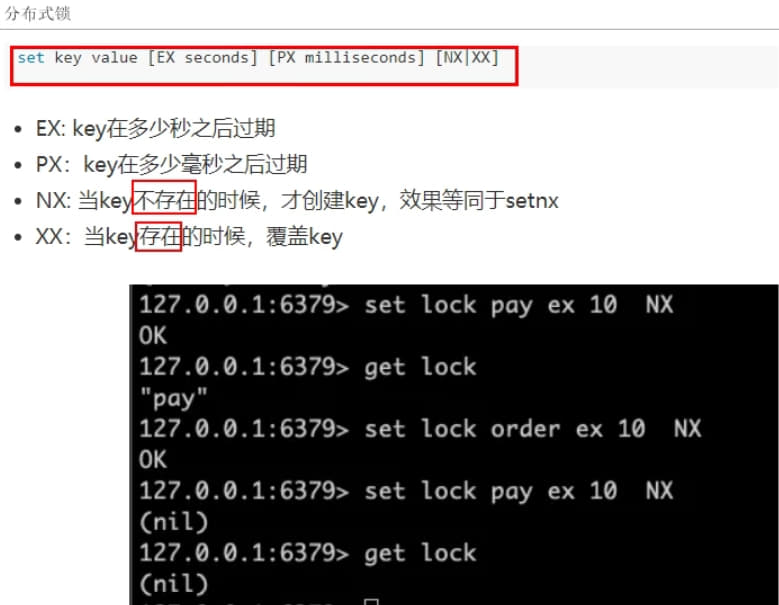 分布式锁
set key value [EX seconds] [PX milliseconds] [NX|XX]
• EX: key在多少秒之后过期
• PX：key在多少毫秒之后过期
• NX: 当key不存在的时候，才创建key，效果等同于setnx
• XX：当key存在的时候，覆盖key
127.0.0.1:6379> set lock pay ex 10  NX
OK
127.0.0.1:6379> get lock
"pay"
127.0.0.1:6379> set lock order ex 10  NX
OK
127.0.0.1:6379> set lock pay ex 10  NX
(nil)
127.0.0.1:6379> get lock
(nil)